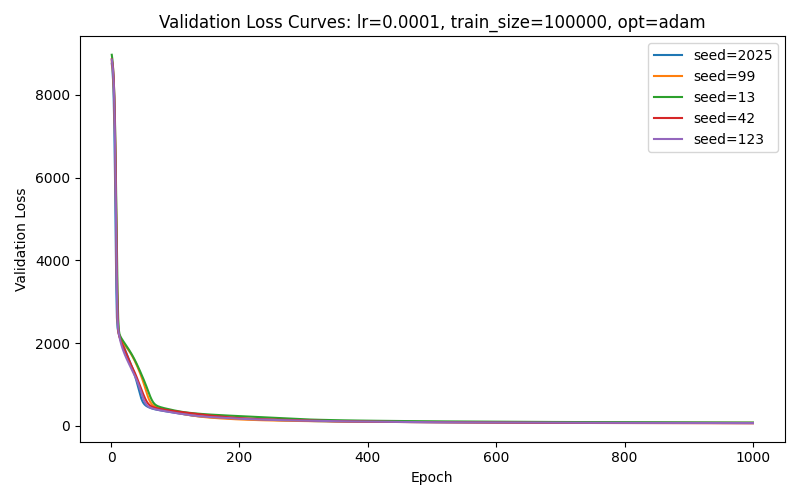 Validation Loss Curves: lr=0.0001, train_size=100000, opt=adam
seed=2025
seed=99
seed=13
seed=42
seed=123
Validation Loss
8000
6000
4000
2000
0
0 200 400 600 800 1000
Epoch